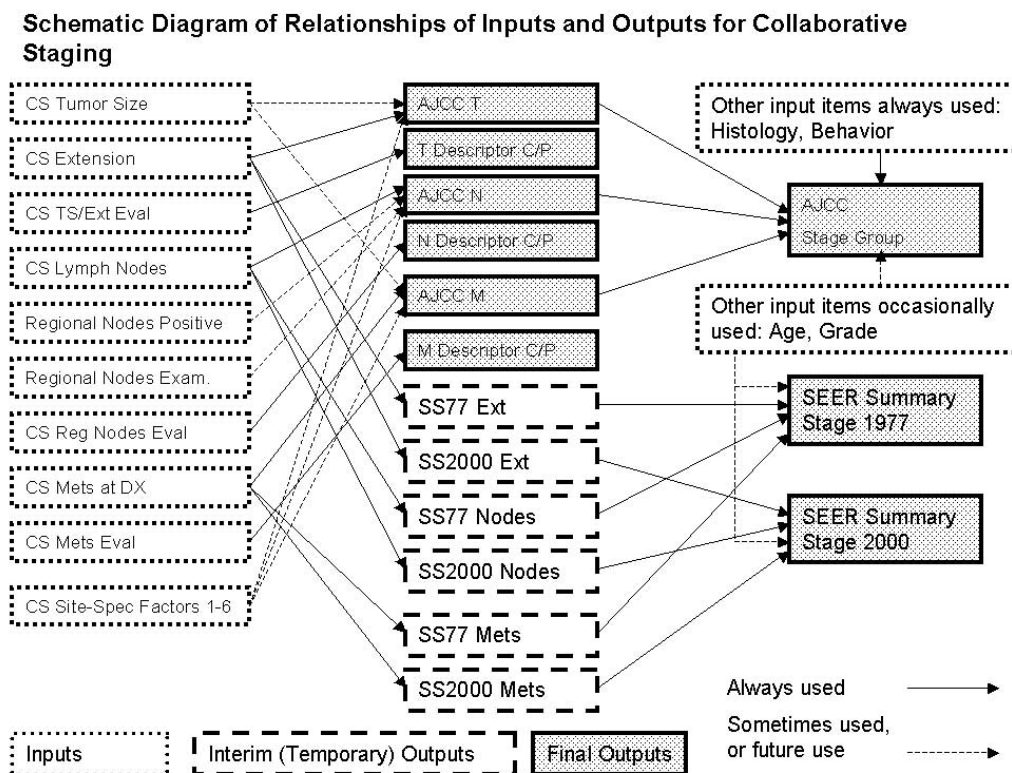 Schematic Diagram of Relationships of Inputs and Outputs for Collaborative
Staging
CS Tumor Size
CS Extension
CS TS/Ext Eval
CS Lymph Nodes
Regional Nodes Positive
Regional Nodes Exam.
CS Reg Nodes Eval
CS Mets at DX
CS Mets Eval
CS Site-Spec Factors 1-6
AJCC T
T Descriptor C/P
AJCC N
N Descriptor C/P
AJCC M
M Descriptor C/P
SS77 Ext
SS2000 Ext
SS77 Nodes
SS2000 Nodes
SS77 Mets
SS2000 Mets
Other input items always used:
Histology, Behavior
AJCC
Stage Group
Other input items occasionally
used: Age, Grade
SEER Summary
Stage 1977
SEER Summary
Stage 2000
Always used
Sometimes used,
or future use
Inputs
Interim (Temporary) Outputs
Final Outputs